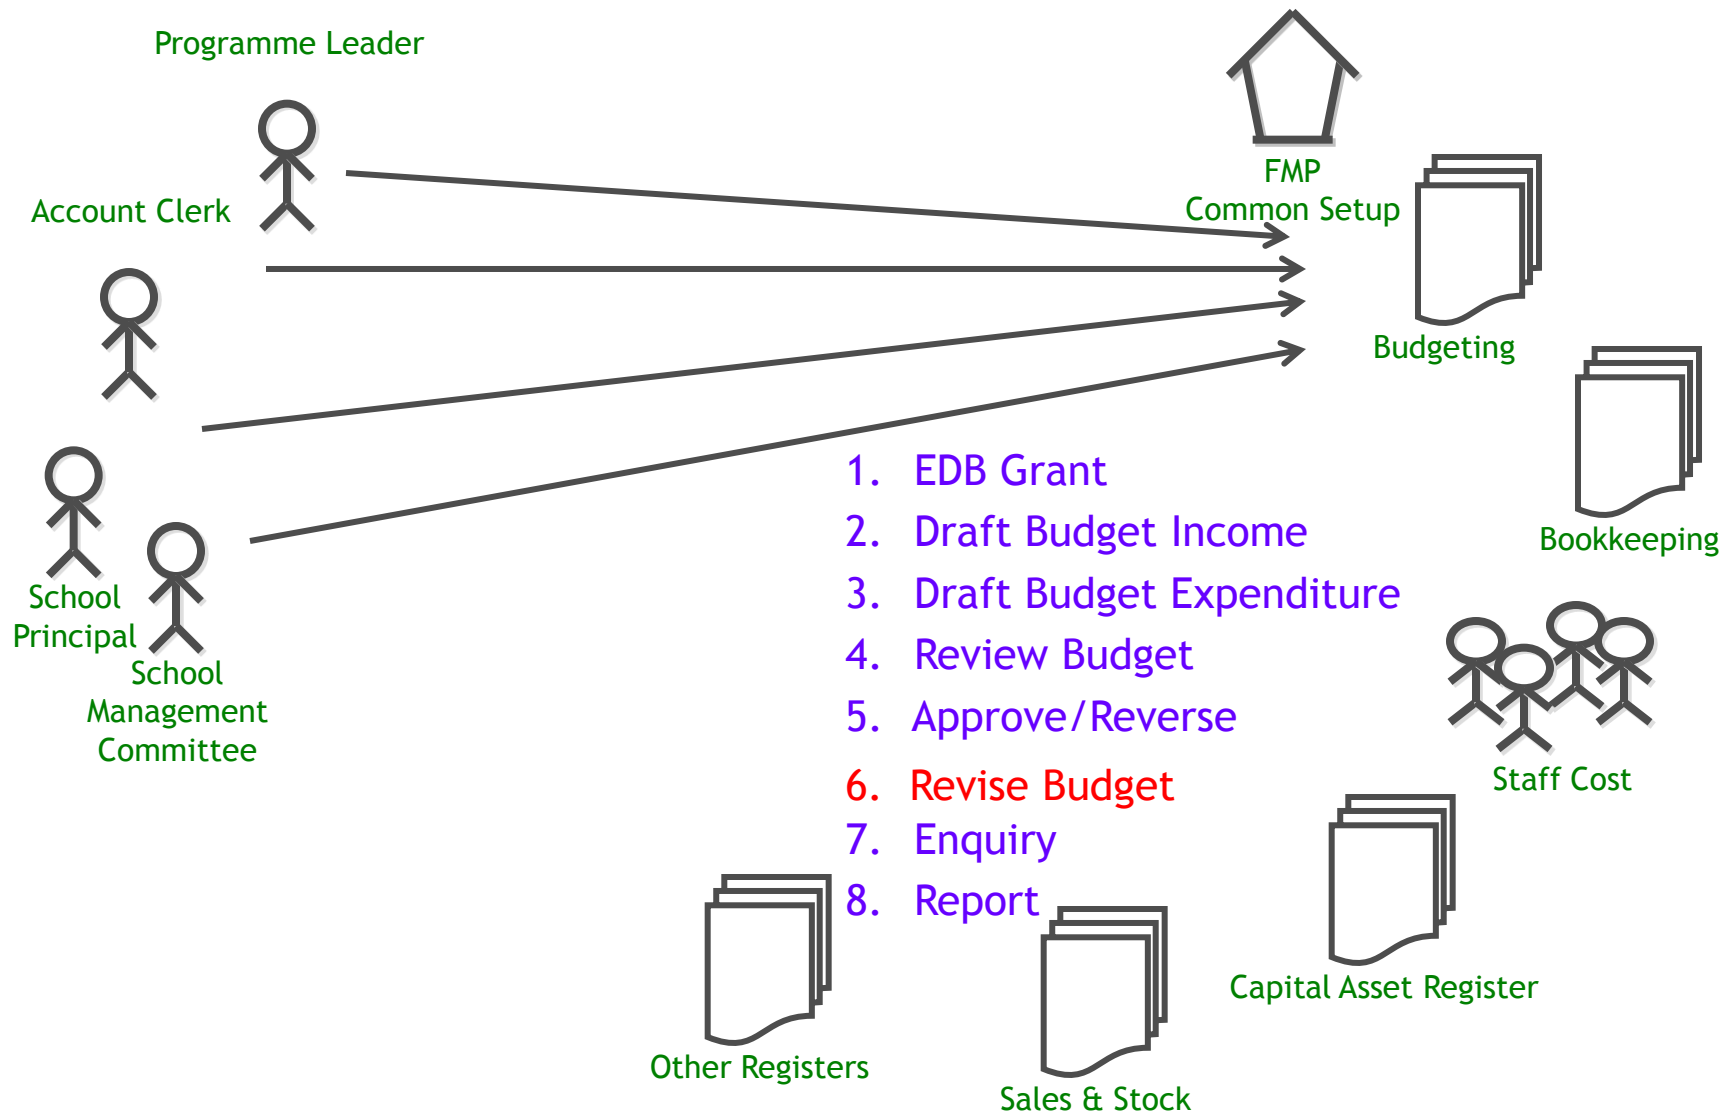 Programme Leader
Account Clerk
School
Principal
School
Management
Committee
FMP
Common Setup
Budgeting
Bookkeeping
Staff Cost
Capital Asset Register
Sales & Stock
Other Registers
1. EDB Grant
2. Draft Budget Income
3. Draft Budget Expenditure
4. Review Budget
5. Approve/Reverse
6. Revise Budget
7. Enquiry
8. Report